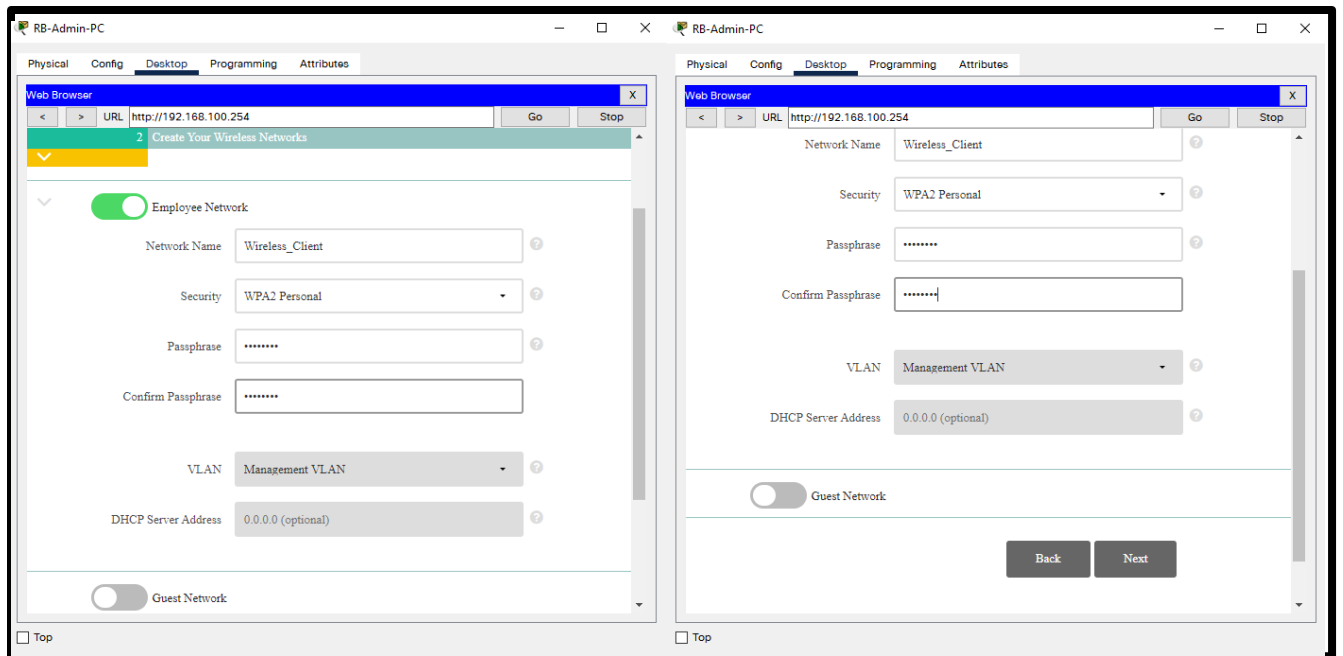 RB-Admin-PC
Physical Config Desktop Programming Attributes
Web Browser X
< > URL http://192.168.100.254 Go Stop
2 Create Your Wireless Networks
Employee Network
Network Name Wireless_Client ?
Security WPA2 Personal ?
Passphrase •••••••• ?
Confirm Passphrase ••••••••
VLAN Management VLAN ?
DHCP Server Address 0.0.0.0 (optional) ?
Guest Network
Top
RB-Admin-PC
Physical Config Desktop Programming Attributes
Web Browser X
< > URL http://192.168.100.254 Go Stop
Network Name Wireless_Client ?
Security WPA2 Personal ?
Passphrase •••••••• ?
Confirm Passphrase ••••••••
VLAN Management VLAN ?
DHCP Server Address 0.0.0.0 (optional) ?
Guest Network
Back Next
Top